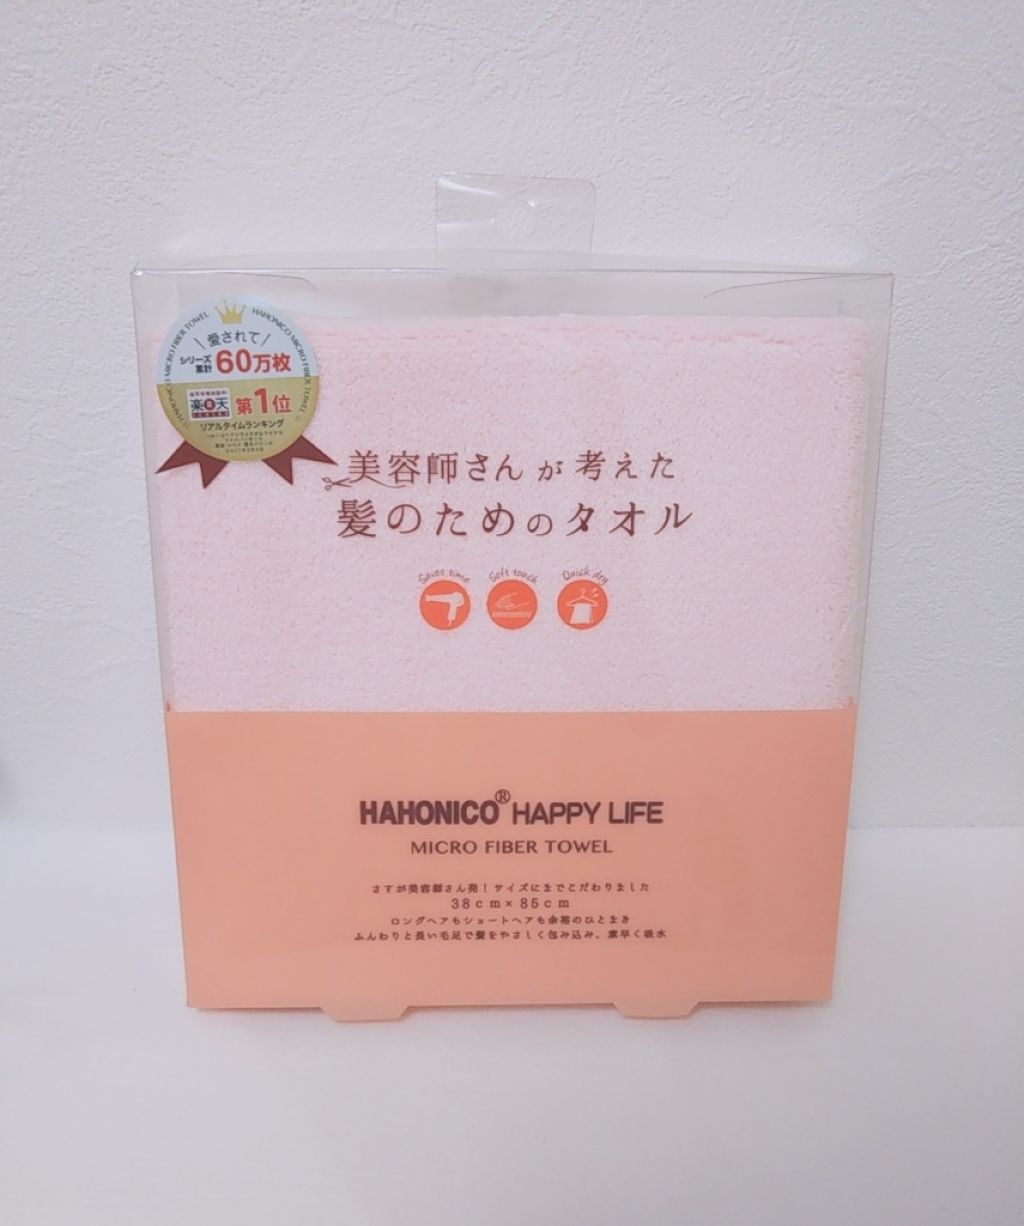 HAHONICO MICRO FIBER TOWEL
HAHONICO MICRO FIBER TOWEL
\愛されて/
シリーズ
累計
60万枚
楽天
第1位
リアルタイムランキング
美容師さんが考えた
髪のためのタオル
Saves time
Soft touch
Quick dry
HAHONICO® HAPPY LIFE
MICRO FIBER TOWEL
さすが美容師さん発!サイズにまでこだわりました
38cm×85cm
ロングヘアもショートヘアも余裕のひとまき
ふんわりと長い毛足で髪をやさしく包み込み、素早く吸水